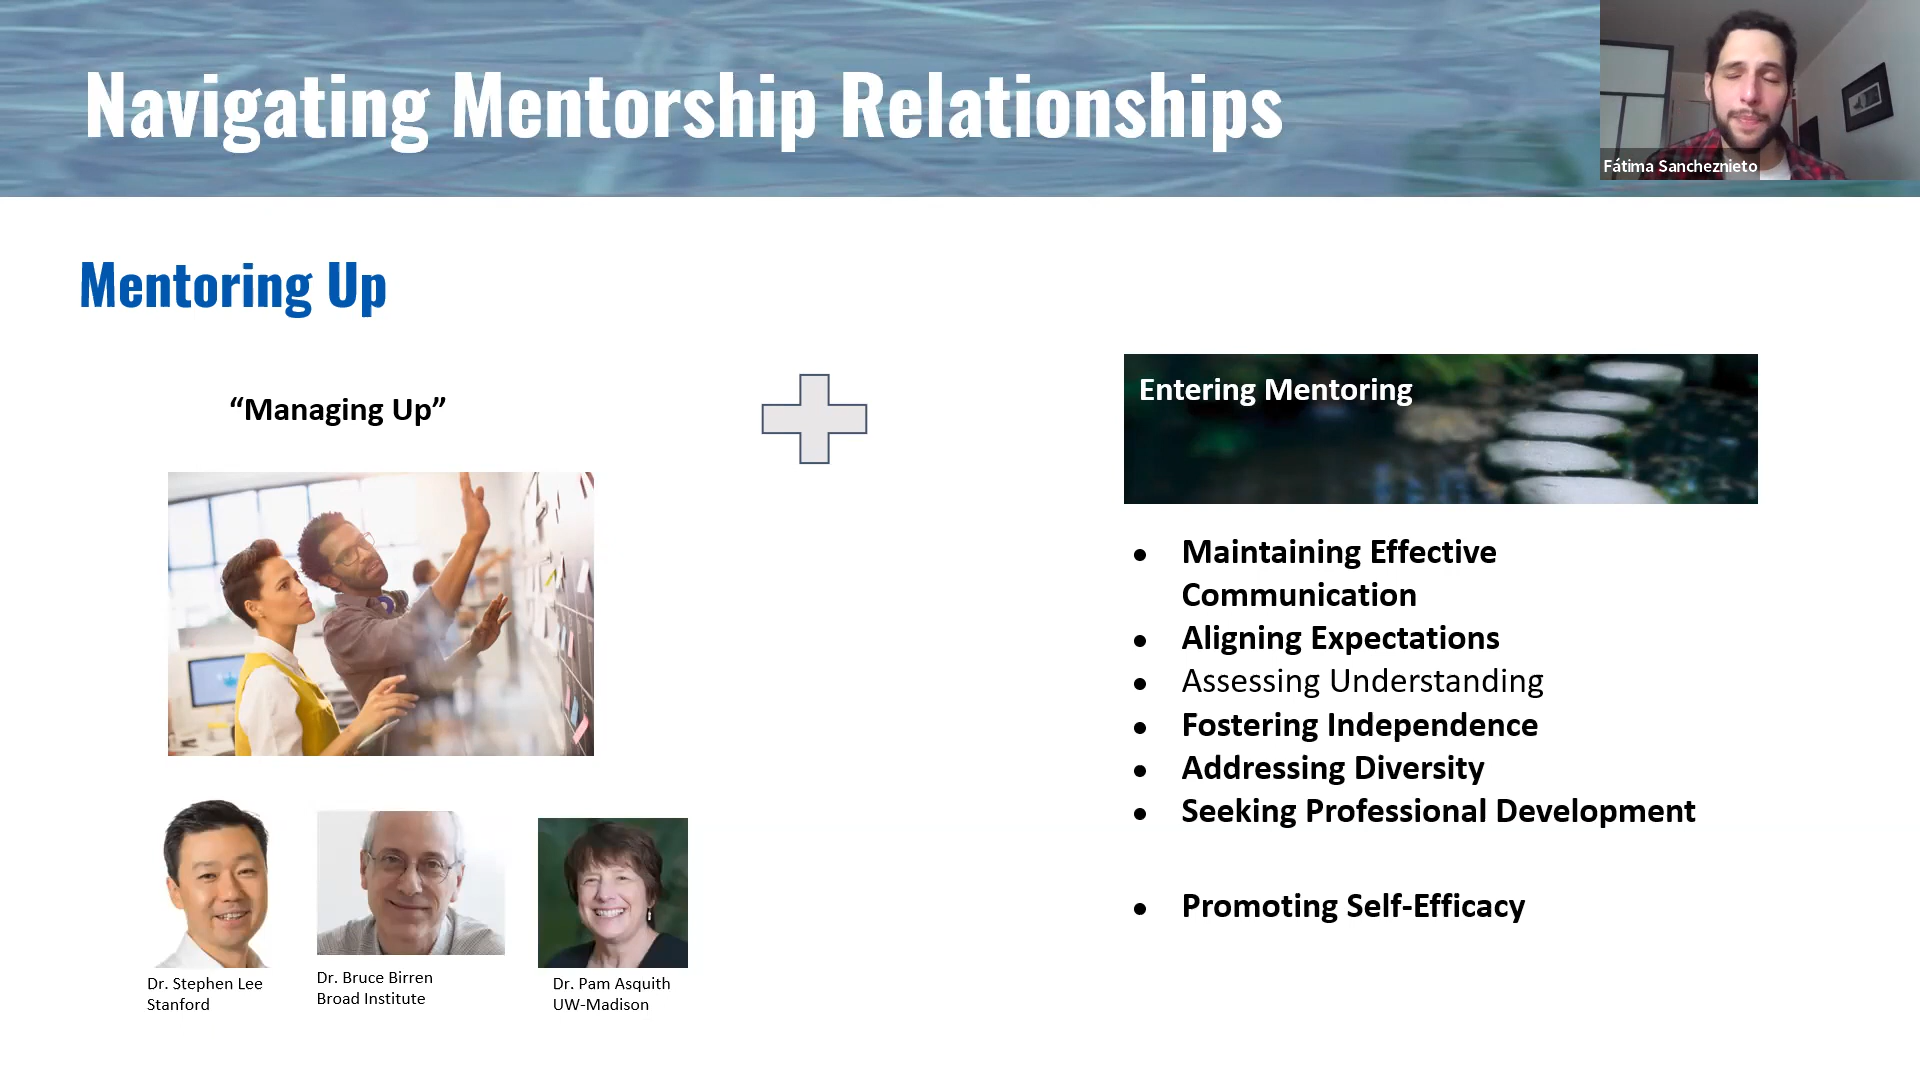 Navigating Mentorship Relationships
Fátima Sancheznieto
Mentoring Up
“Managing Up”
Entering Mentoring
● Maintaining Effective
Communication
● Aligning Expectations
● Assessing Understanding
● Fostering Independence
● Addressing Diversity
● Seeking Professional Development
● Promoting Self-Efficacy
Dr. Stephen Lee
Stanford
Dr. Bruce Birren
Broad Institute
Dr. Pam Asquith
UW-Madison